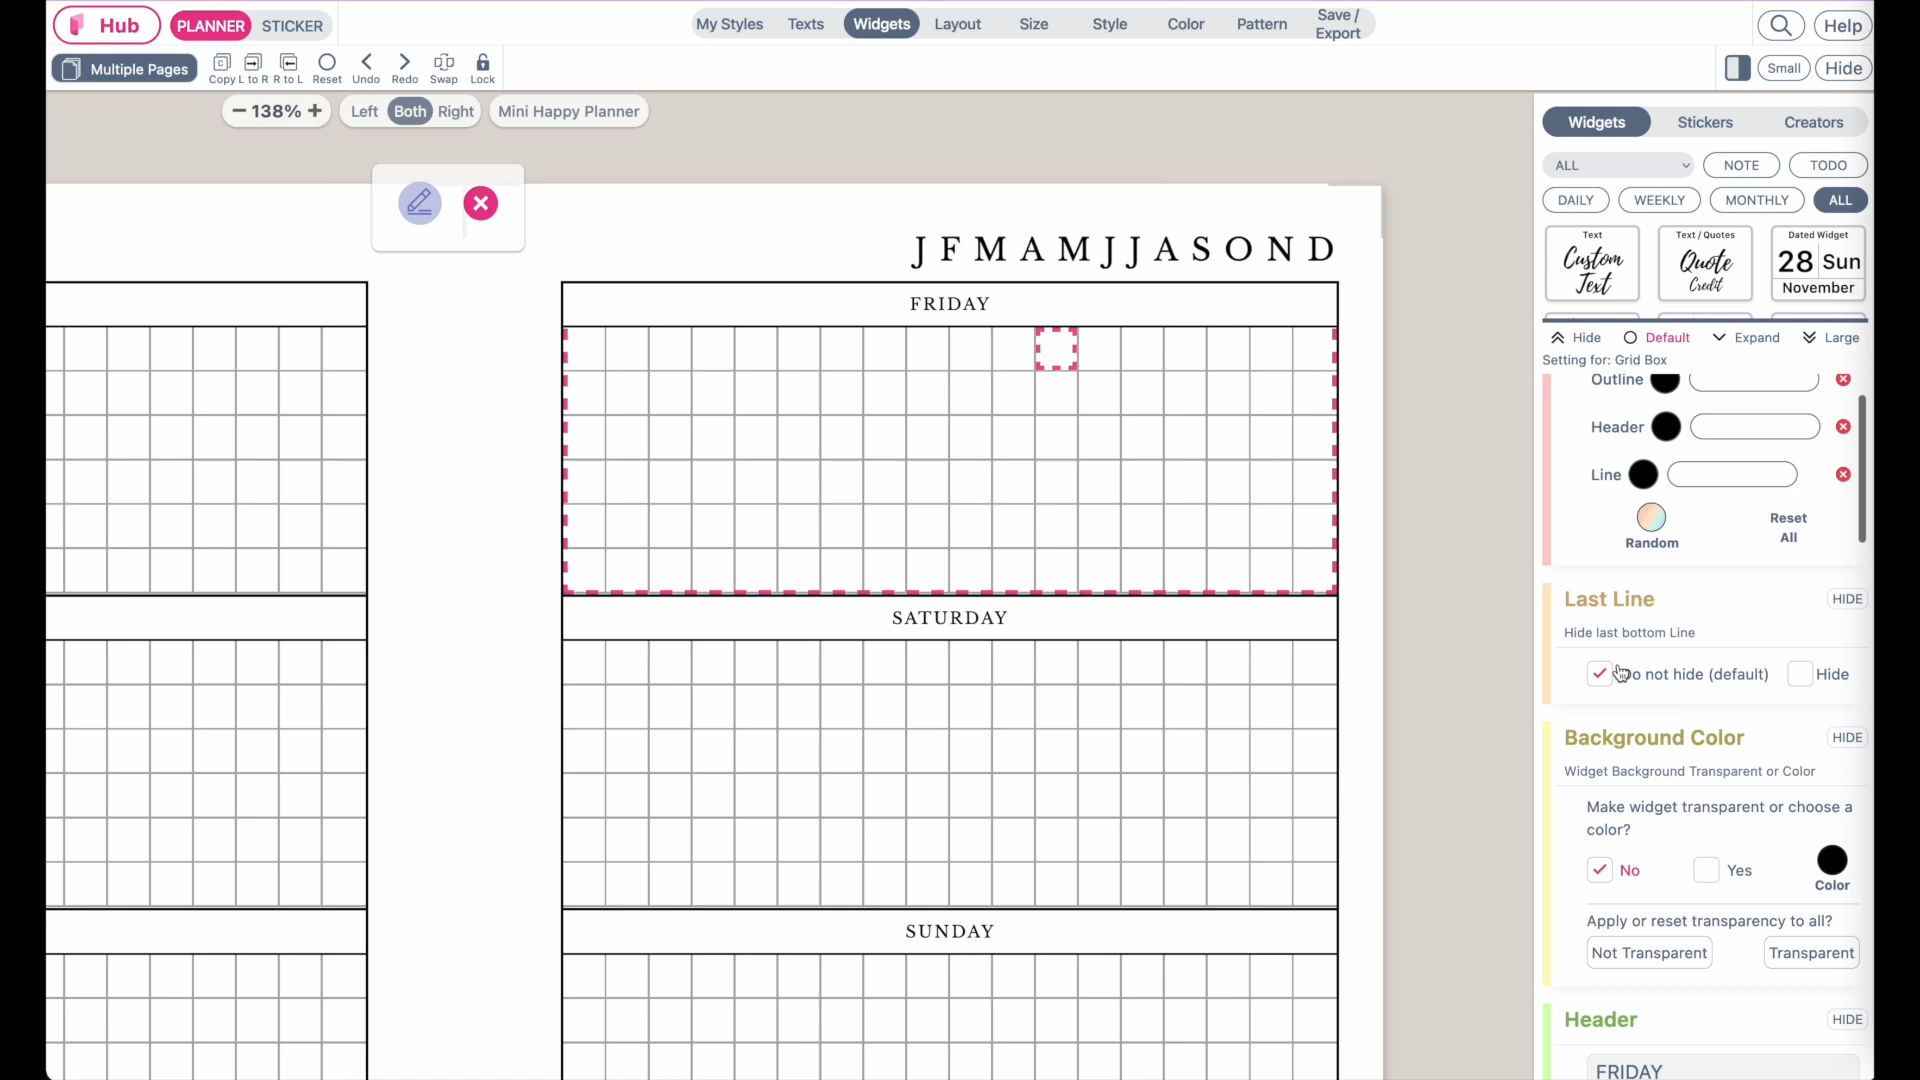 Hub
PLANNER
STICKER
My Styles
Texts
Widgets
Layout
Size
Style
Color
Pattern
Save /
Export
Help
Multiple Pages
Copy
L to R
R to L
Reset
Undo
Redo
Swap
Lock
Small
Hide
138%
Left
Both
Right
Mini Happy Planner
J F M A M J J A S O N D
FRIDAY
SATURDAY
SUNDAY
Widgets
Stickers
Creators
ALL
NOTE
TODO
DAILY
WEEKLY
MONTHLY
ALL
Text
Custom
Text
Text / Quotes
Quote
Credit
Dated Widget
28 Sun
November
Hide
Default
Expand
Large
Setting for: Grid Box
Outline
Header
Line
Random
Reset
All
Last Line
HIDE
Hide last bottom Line
Do not hide (default)
Hide
Background Color
HIDE
Widget Background Transparent or Color
Make widget transparent or choose a
color?
No
Yes
Color
Apply or reset transparency to all?
Not Transparent
Transparent
Header
HIDE
FRIDAY